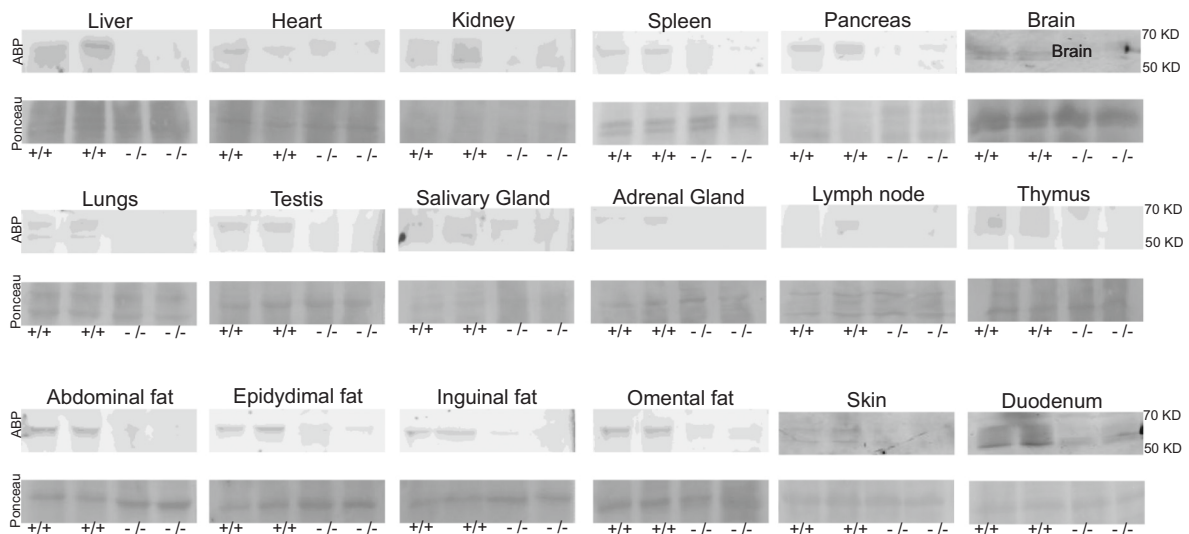 Liver Heart Kidney Spleen Pancreas Brain
ABP Brain 70 KD
50 KD
Ponceau
+/+ +/+ - /- - /- +/+ +/+ - /- - /- +/+ +/+ - /- - /- +/+ +/+ - /- - /- +/+ +/+ - /- - /- +/+ +/+ - /- - /-
Lungs Testis Salivary Gland Adrenal Gland Lymph node Thymus
ABP 70 KD
50 KD
Ponceau
+/+ +/+ - /- - /- +/+ +/+ - /- - /- +/+ +/+ - /- - /- +/+ +/+ - /- - /- +/+ +/+ - /- - /- +/+ +/+ - /- - /-
Abdominal fat Epidydimal fat Inguinal fat Omental fat Skin Duodenum
ABP 70 KD
50 KD
Ponceau
+/+ +/+ - /- - /- +/+ +/+ - /- - /- +/+ +/+ - /- - /- +/+ +/+ - /- - /- +/+ +/+ - /- - /- +/+ +/+ - /- - /-